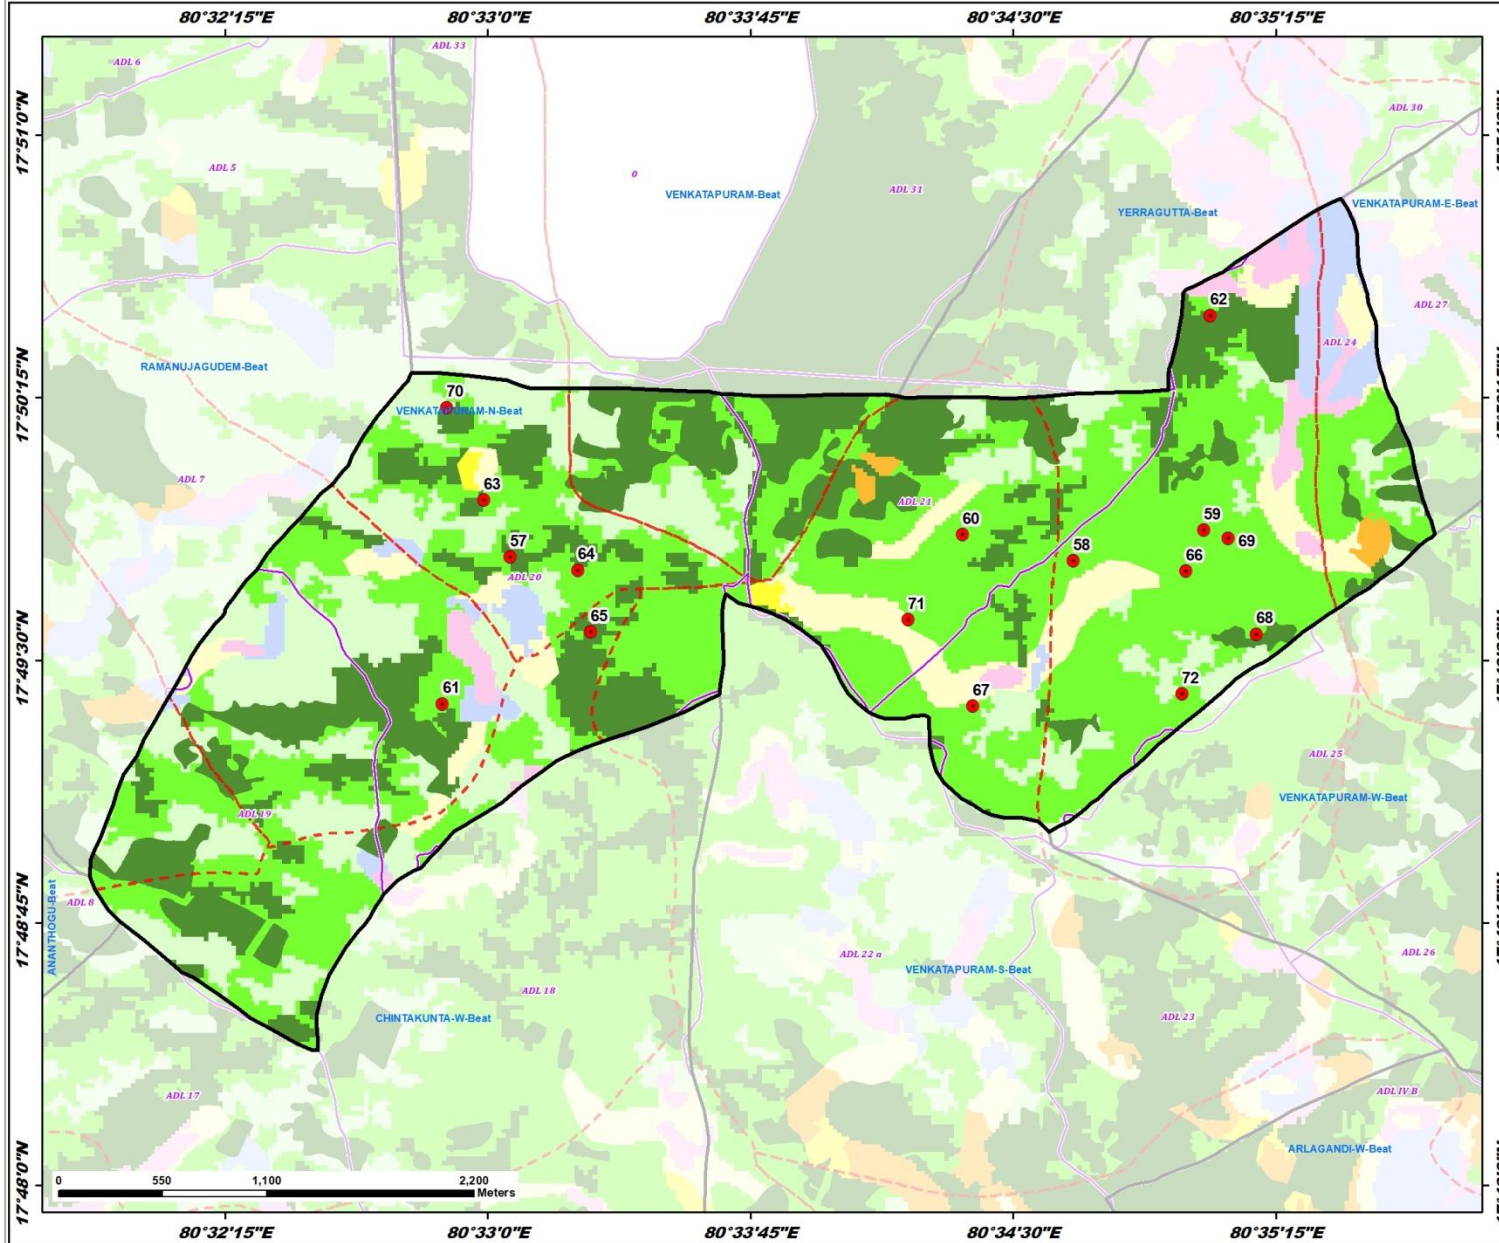 80°32'15"E 80°33'0"E 80°33'45"E 80°34'30"E 80°35'15"E
ADL 33
ADL 6
ADL 30
17°51'0"N
ADL 5
0
ADL 31
VENKATAPURAM-Beat
YERRAGUTTA-Beat
VENKATAPURAM-E-Beat
62
ADL 27
ADL 24
RAMANUJAGUDEM-Beat
70
VENKATAPURAM-N-Beat
17°50'15"N
ADL 7
63
ADL 21
60
59
69
57
64
ADL 20
58
66
65
71
68
17°49'30"N
61
67
72
ADL 25
VENKATAPURAM-W-Beat
ADL 19
ADL 8
17°48'45"N
ANANTHOGU-Beat
ADL 22 a
ADL 26
VENKATAPURAM-S-Beat
ADL 18
CHINTAKUNTA-W-Beat
ADL 23
ADL 17
ADL IV B
ARLAGANDI-W-Beat
17°48'0"N
0 550 1,100 2,200
Meters
80°32'15"E 80°33'0"E 80°33'45"E 80°34'30"E 80°35'15"E